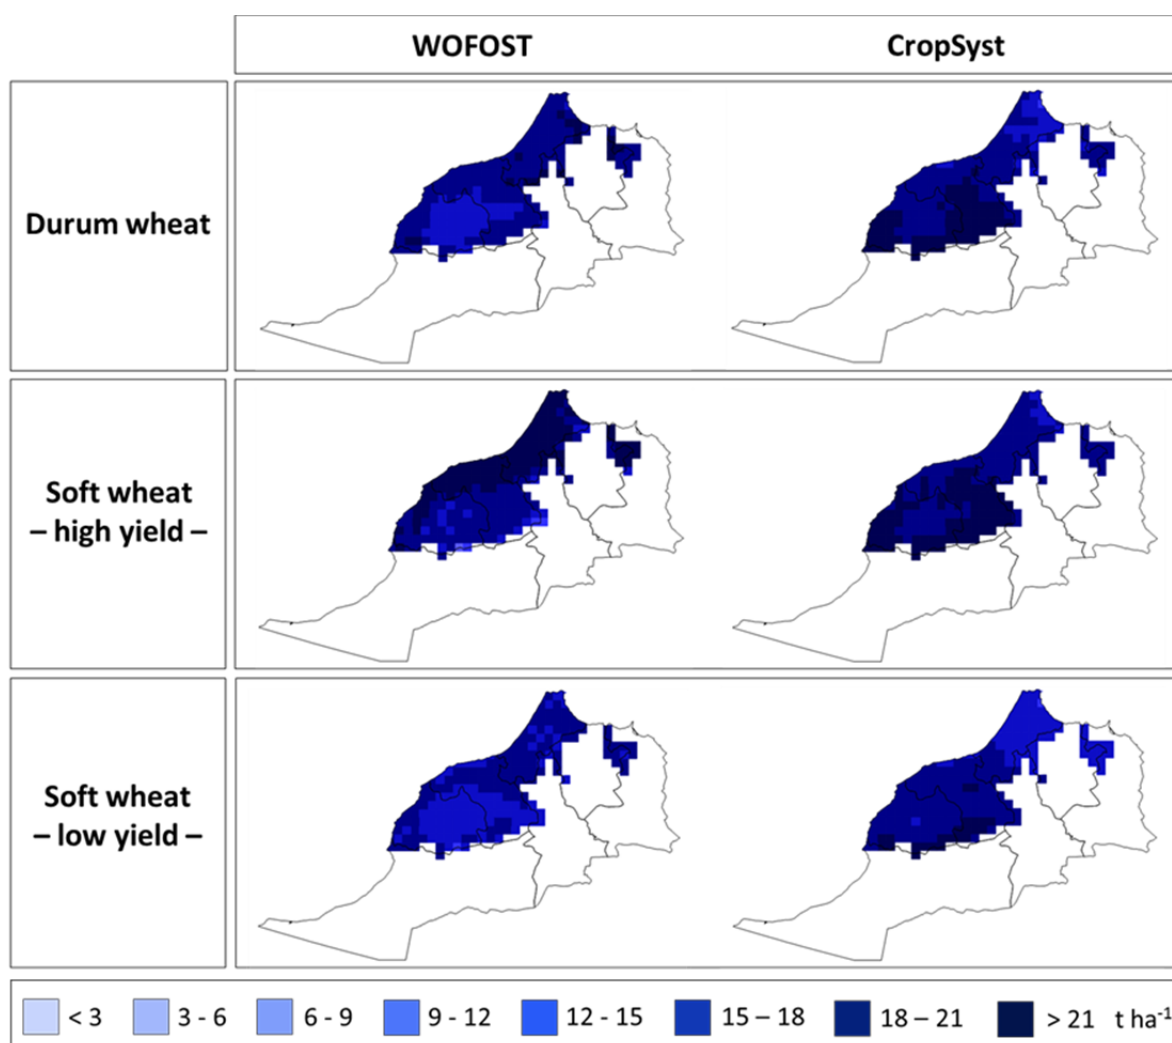 WOFOST
CropSyst
Durum wheat
Soft wheat
– high yield –
Soft wheat
– low yield –
< 3
3 - 6
6 - 9
9 - 12
12 - 15
15 – 18
18 – 21
> 21 t ha⁻¹